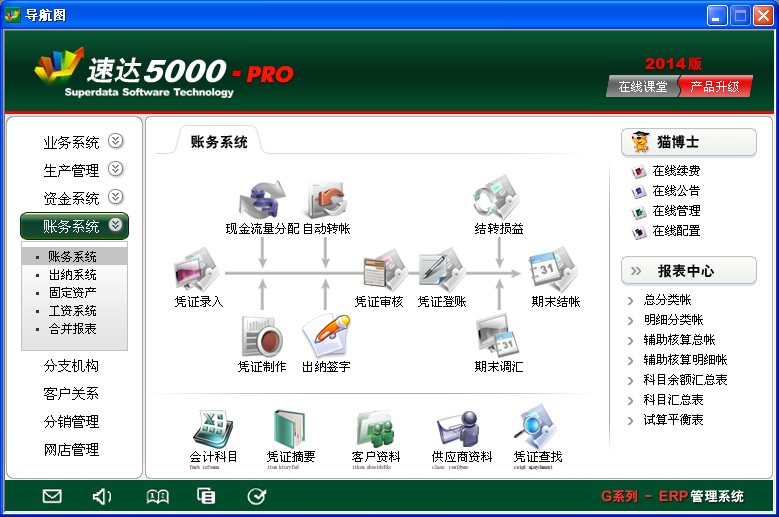 导航图
速达5000-PRO
Superdata Software Technology
2014版
在线课堂 产品升级
业务系统
生产管理
资金系统
账务系统
账务系统
出纳系统
固定资产
工资系统
合并报表
分支机构
客户关系
分销管理
网店管理
账务系统
现金流量分配 自动转帐 结转损益
凭证录入 凭证审核 凭证登账 期末结帐
凭证制作 出纳签字 期末调汇
会计科目 凭证摘要 客户资料 供应商资料 凭证查找
猫博士
在线续费
在线公告
在线管理
在线配置
报表中心
总分类帐
明细分类帐
辅助核算总帐
辅助核算明细帐
科目余额汇总表
科目汇总表
试算平衡表
G系列 - ERP管理系统